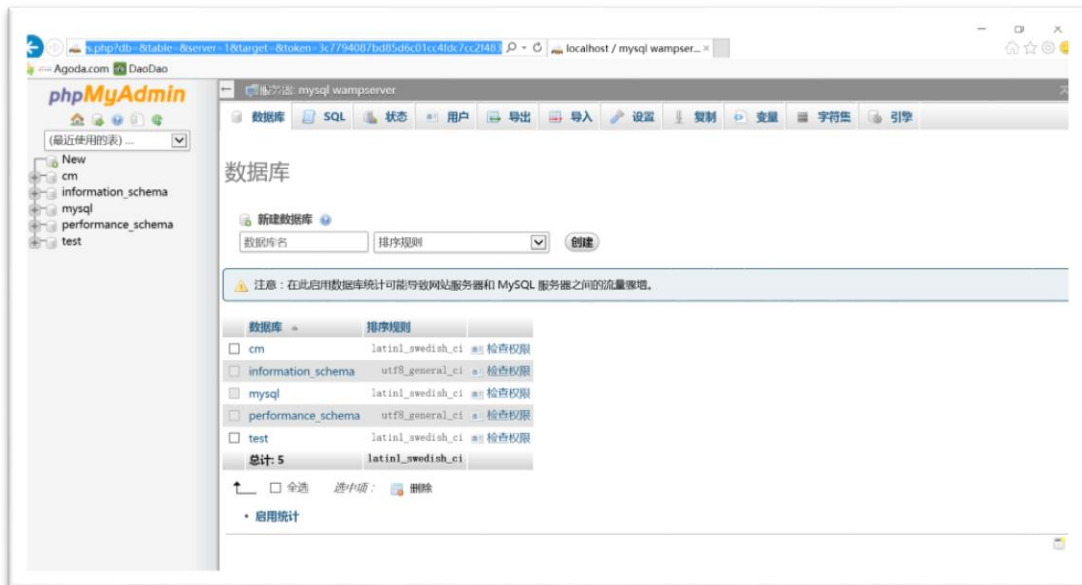 s.php?db=&table=&server=1&target=&token=3c7794087bd85d6c01cc4fdc7cc2f483
localhost / mysql wampser...
Agoda.com DaoDao
phpMyAdmin
(最近使用的表) ...
New
cm
information_schema
mysql
performance_schema
test
服务器: mysql wampserver
数据库 SQL 状态 用户 导出 导入 设置 复制 变量 字符集 引擎
数据库
新建数据库
数据库名 排序规则 创建
注意：在此启用数据库统计可能导致网站服务器和 MySQL 服务器之间的流量骤增。
数据库 排序规则
cm latin1_swedish_ci 检查权限
information_schema utf8_general_ci 检查权限
mysql latin1_swedish_ci 检查权限
performance_schema utf8_general_ci 检查权限
test latin1_swedish_ci 检查权限
总计: 5 latin1_swedish_ci
全选 选中项： 删除
启用统计